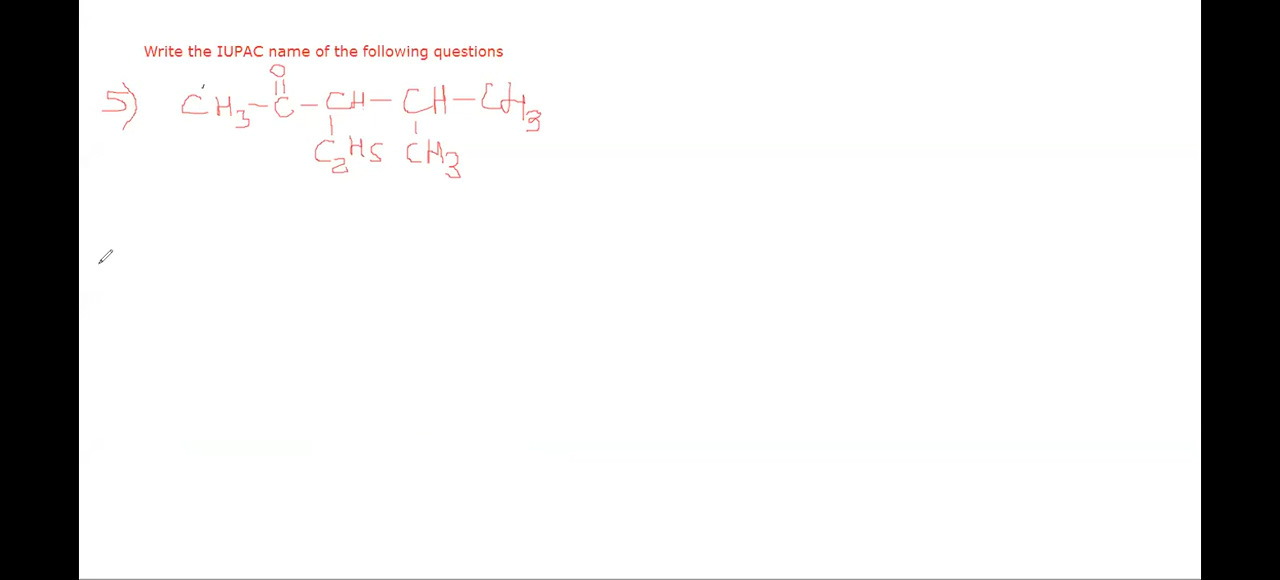 Write the IUPAC name of the following questions
O
5) CH3-C-CH-CH-CH3
C2H5 CH3